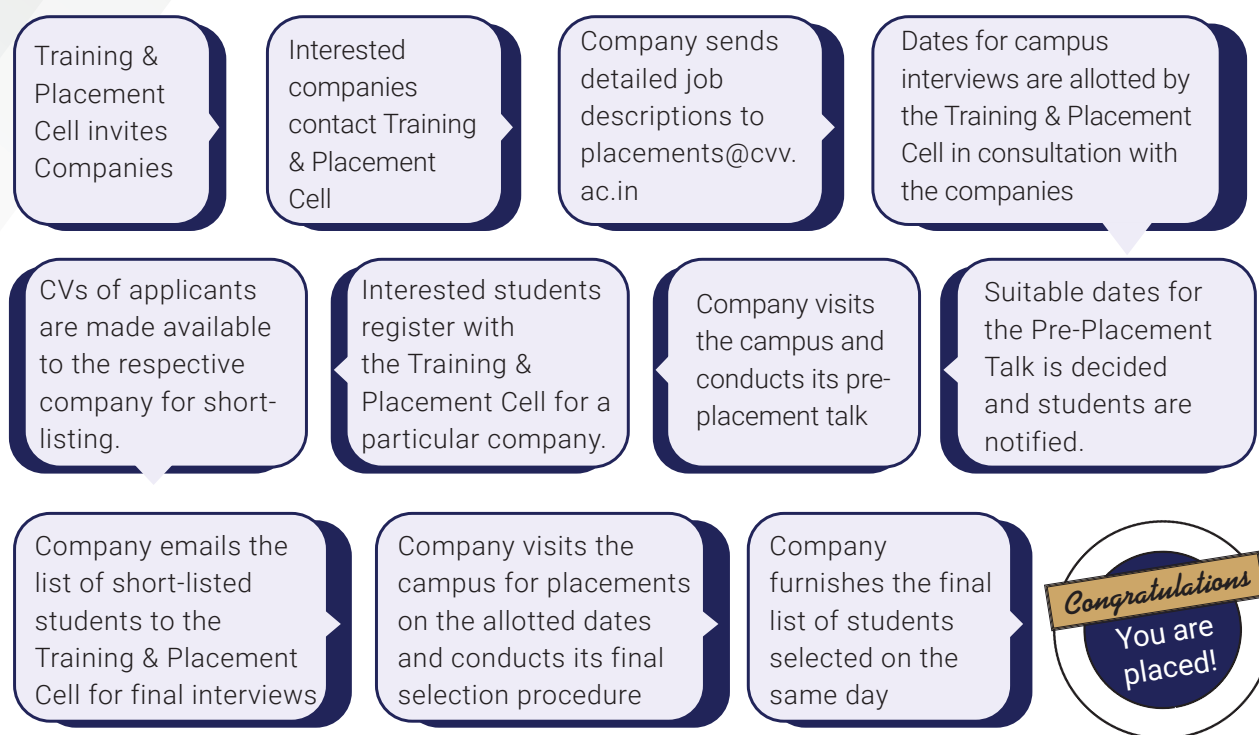 Training &
Placement
Cell invites
Companies
Interested
companies
contact Training
& Placement
Cell
Company sends
detailed job
descriptions to
placements@cvv.
ac.in
Dates for campus
interviews are allotted by
the Training & Placement
Cell in consultation with
the companies
Suitable dates for
the Pre-Placement
Talk is decided
and students are
notified.
Company visits
the campus and
conducts its pre-
placement talk
Interested students
register with
the Training &
Placement Cell for a
particular company.
CVs of applicants
are made available
to the respective
company for short-
listing.
Company emails the
list of short-listed
students to the
Training & Placement
Cell for final interviews
Company visits the
campus for placements
on the allotted dates
and conducts its final
selection procedure
Company
furnishes the final
list of students
selected on the
same day
Congratulations
You are
placed!